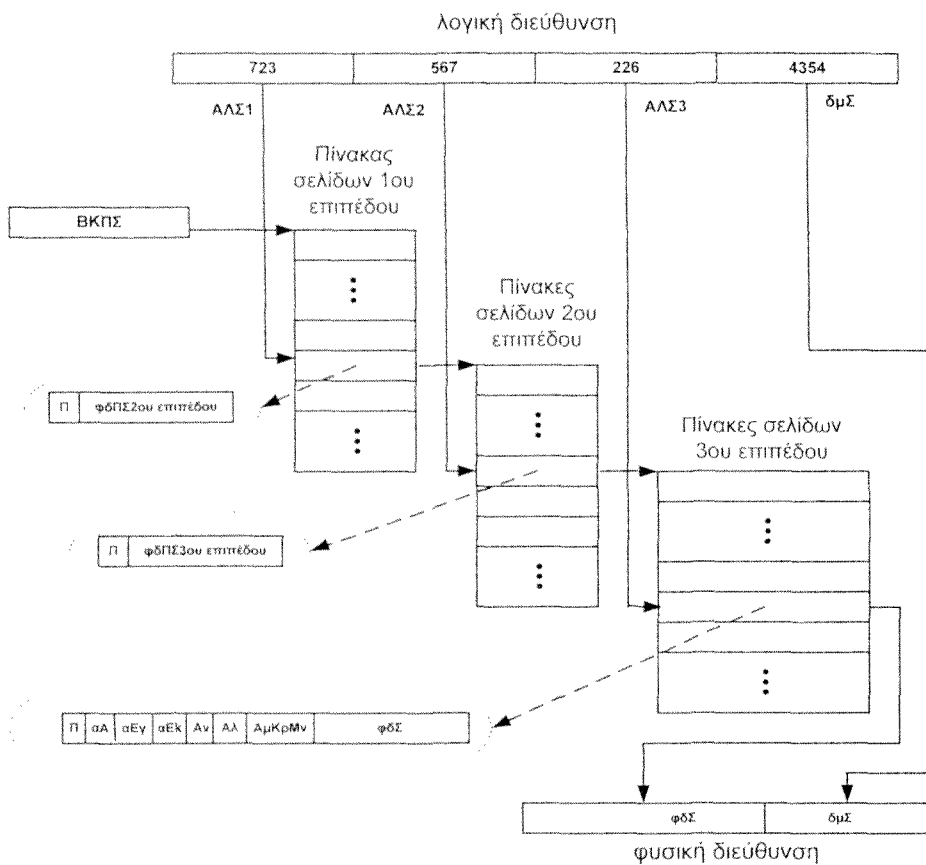 λογική διεύθυνση
723 567 226 4354
ΑΛΣ1 ΑΛΣ2 ΑΛΣ3 δμΣ
Πίνακας
σελίδων 1ου
επιπέδου
ΒΚΠΣ
Πίνακες
σελίδων 2ου
επιπέδου
Π φδΠΣ2ου επιπέδου
Πίνακες σελίδων
3ου επιπέδου
Π φδΠΣ3ου επιπέδου
Π αΑ αΕγ αΕk Αν Αλ ΑμΚρΜν φδΣ
φδΣ δμΣ
φυσική διεύθυνση